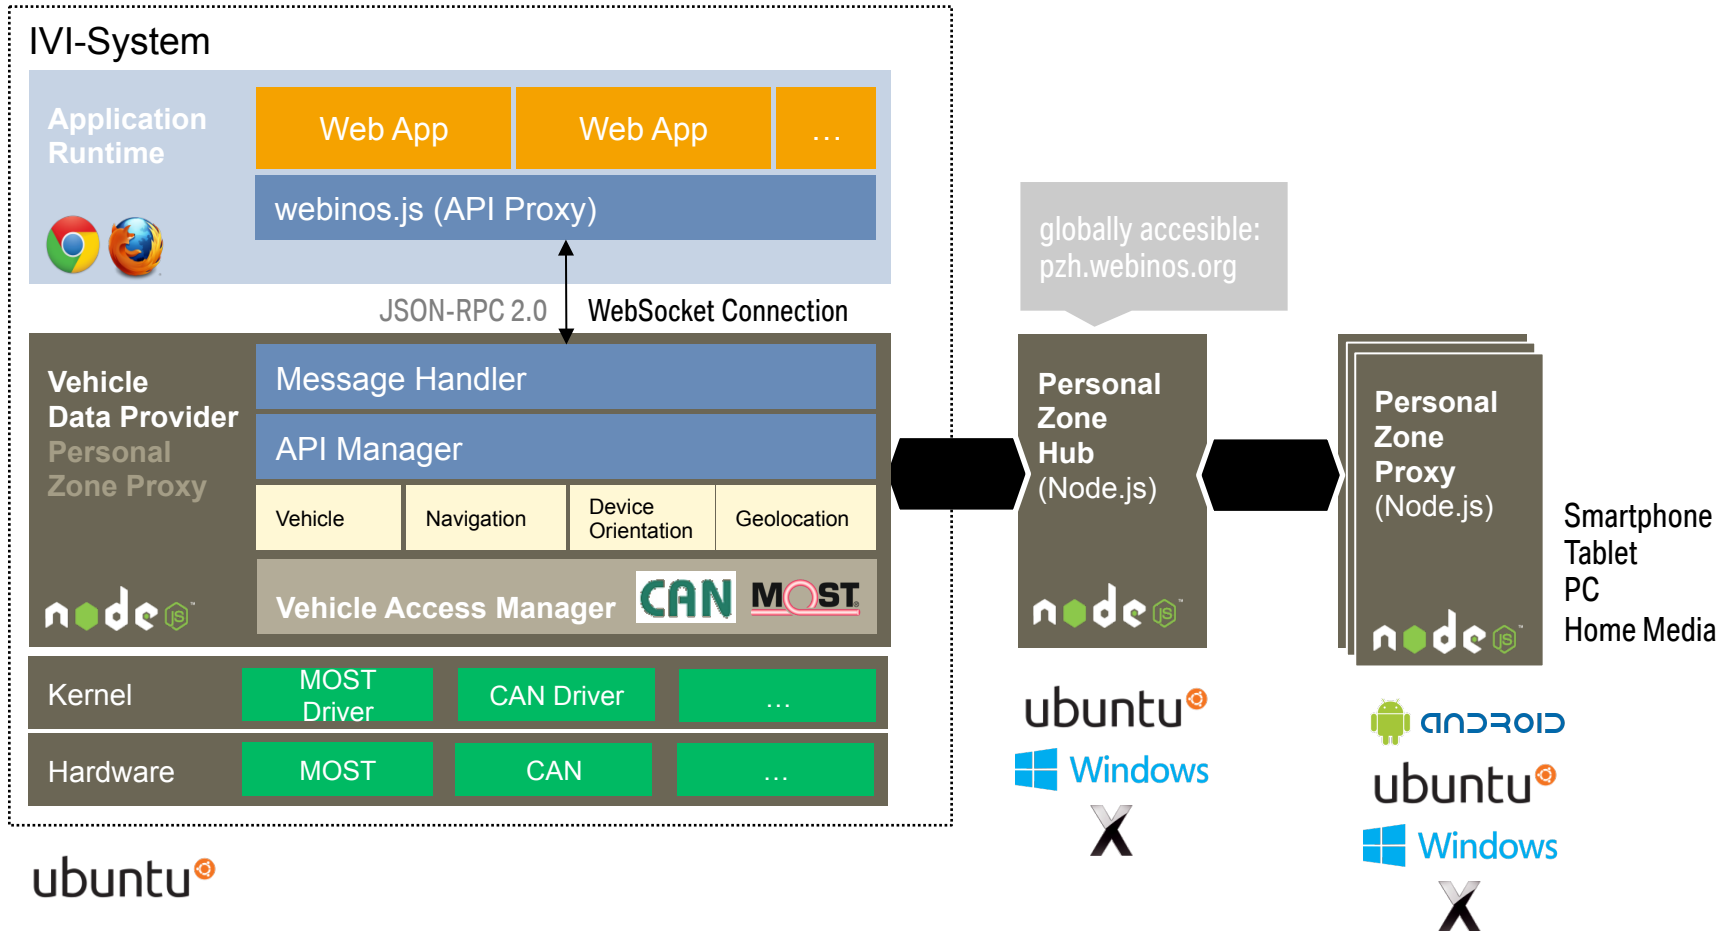 IVI-System
Application
Runtime
Web App
Web App
...
webinos.js (API Proxy)
JSON-RPC 2.0
WebSocket Connection
Vehicle
Data Provider
Personal
Zone Proxy
Message Handler
API Manager
Vehicle
Navigation
Device
Orientation
Geolocation
Vehicle Access Manager
CAN
MOST®
node JS™
Kernel
MOST
Driver
CAN Driver
...
Hardware
MOST
CAN
...
ubuntu
globally accesible:
pzh.webinos.org
Personal
Zone
Hub
(Node.js)
node JS™
ubuntu
Windows
X
Personal
Zone
Proxy
(Node.js)
node JS™
Smartphone
Tablet
PC
Home Media
android
ubuntu
Windows
X